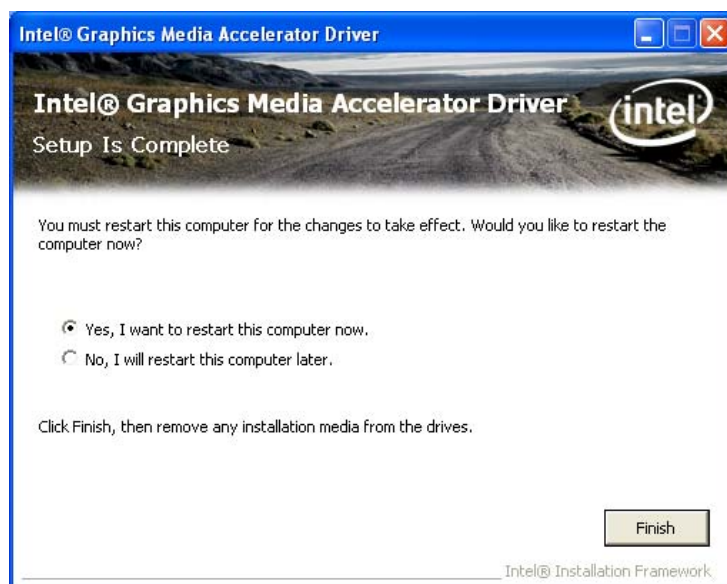 Intel® Graphics Media Accelerator Driver
Intel® Graphics Media Accelerator Driver
intel
Setup Is Complete
You must restart this computer for the changes to take effect. Would you like to restart the
computer now?
Yes, I want to restart this computer now.
No, I will restart this computer later.
Click Finish, then remove any installation media from the drives.
Finish
Intel® Installation Framework